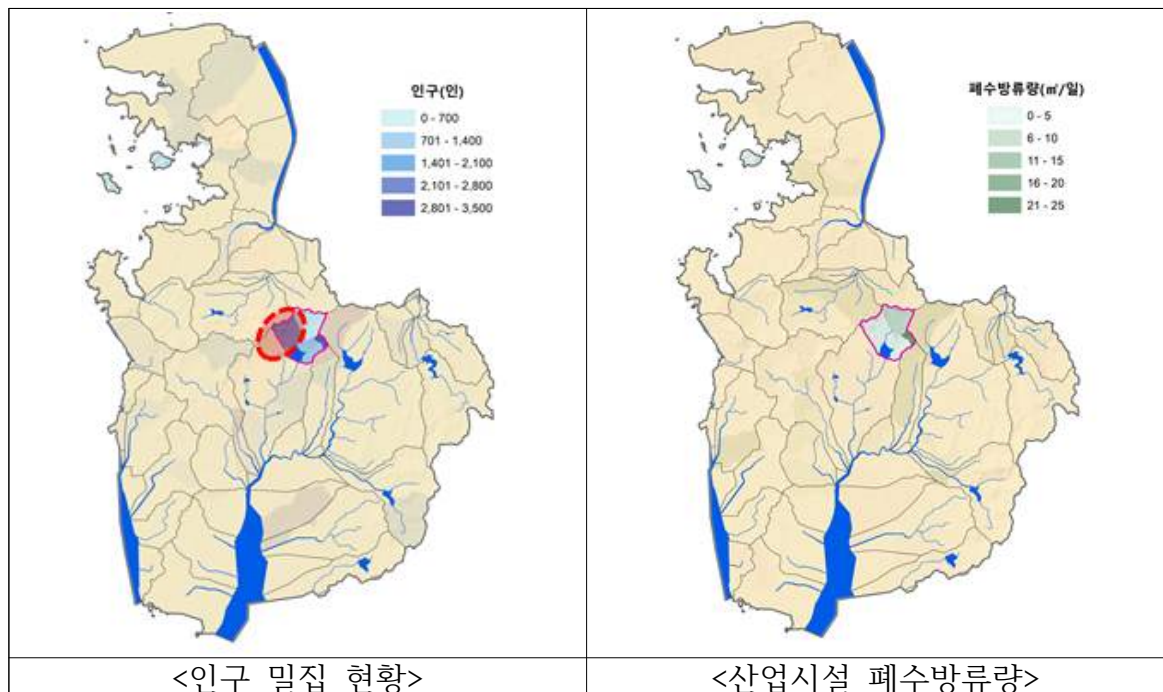 인구(인)
0 - 700
701 - 1,400
1,401 - 2,100
2,101 - 2,800
2,801 - 3,500
<인구 밀집 현황>
폐수방류량(㎥/일)
0 - 5
6 - 10
11 - 15
16 - 20
21 - 25
<산업시설 폐수방류량>